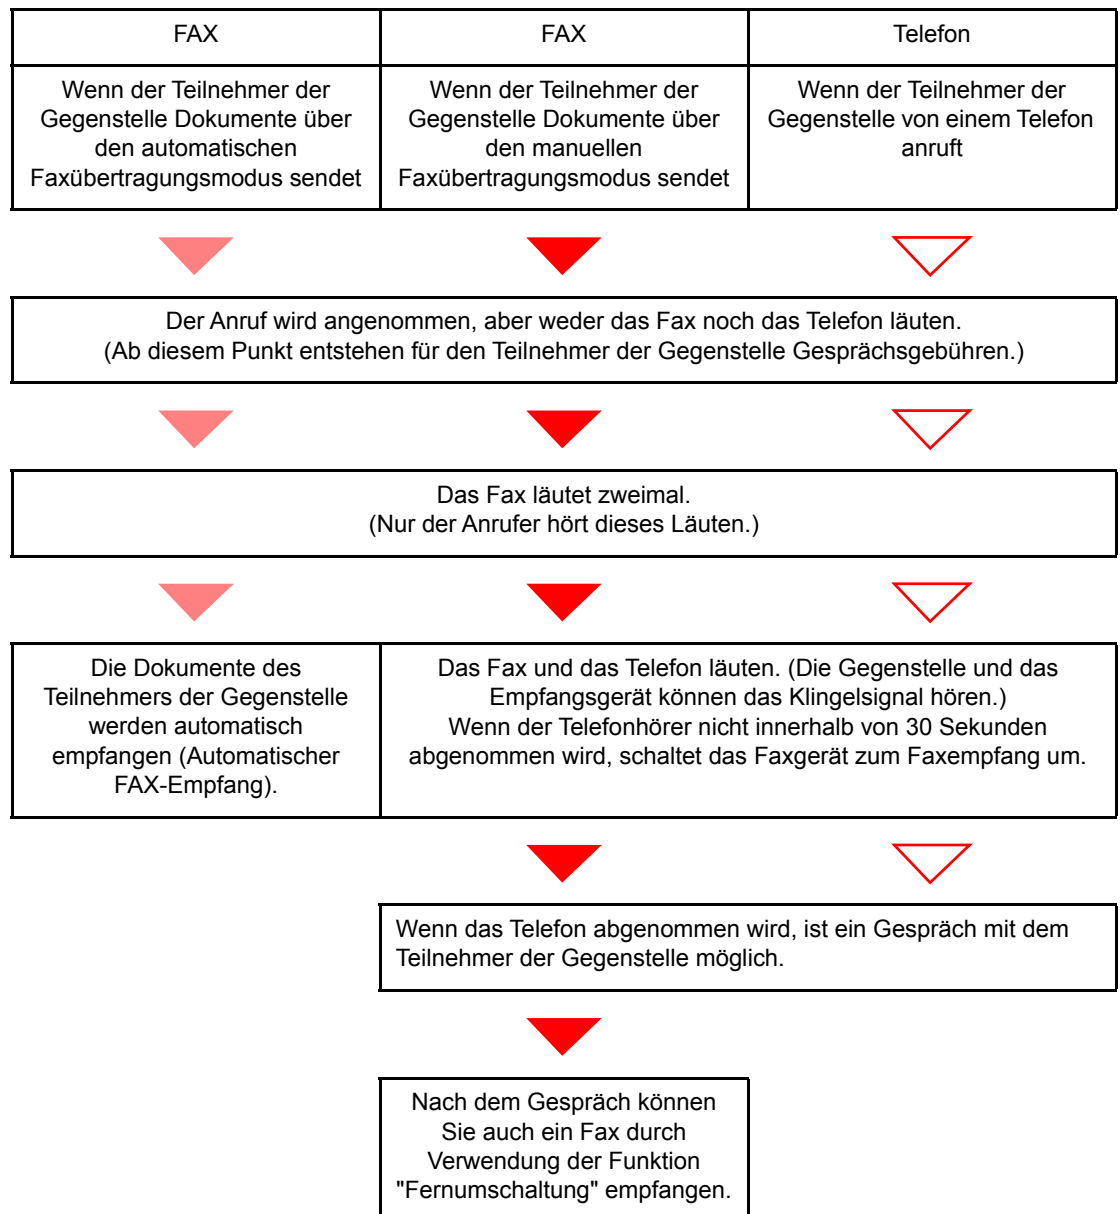 FAX
FAX
Telefon
Wenn der Teilnehmer der
Gegenstelle Dokumente über
den automatischen
Faxübertragungsmodus sendet
Wenn der Teilnehmer der
Gegenstelle Dokumente über
den manuellen
Faxübertragungsmodus sendet
Wenn der Teilnehmer der
Gegenstelle von einem Telefon
anruft
Der Anruf wird angenommen, aber weder das Fax noch das Telefon läuten.
(Ab diesem Punkt entstehen für den Teilnehmer der Gegenstelle Gesprächsgebühren.)
Das Fax läutet zweimal.
(Nur der Anrufer hört dieses Läuten.)
Die Dokumente des
Teilnehmers der Gegenstelle
werden automatisch
empfangen (Automatischer
FAX-Empfang).
Das Fax und das Telefon läuten. (Die Gegenstelle und das
Empfangsgerät können das Klingelsignal hören.)
Wenn der Telefonhörer nicht innerhalb von 30 Sekunden
abgenommen wird, schaltet das Faxgerät zum Faxempfang um.
Wenn das Telefon abgenommen wird, ist ein Gespräch mit dem
Teilnehmer der Gegenstelle möglich.
Nach dem Gespräch können
Sie auch ein Fax durch
Verwendung der Funktion
"Fernumschaltung" empfangen.